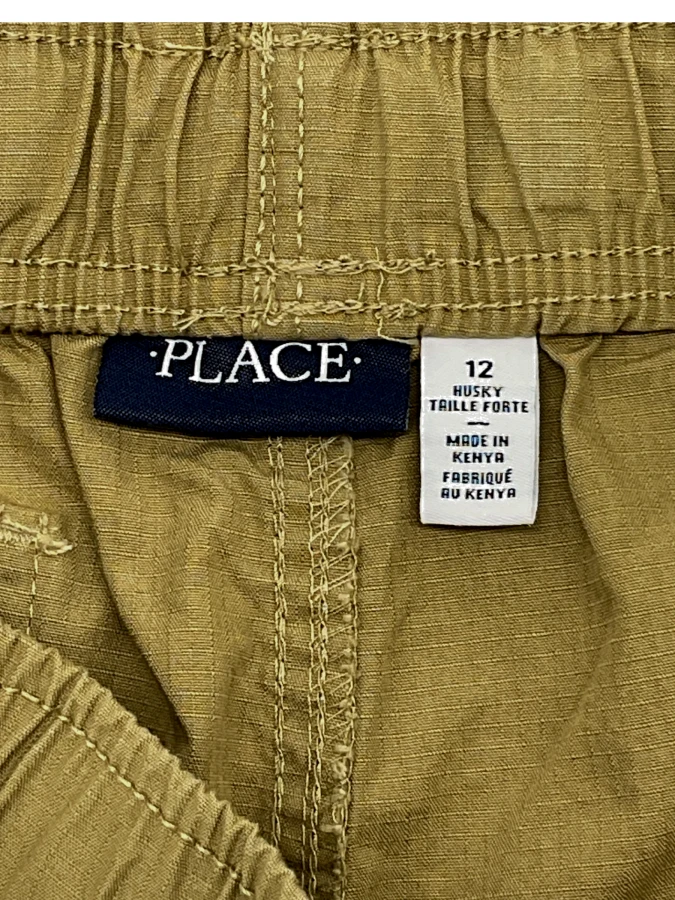 ·PLACE·
12
HUSKY
TAILLE FORTE
—
MADE IN
KENYA
FABRIQUÉ
AU KENYA